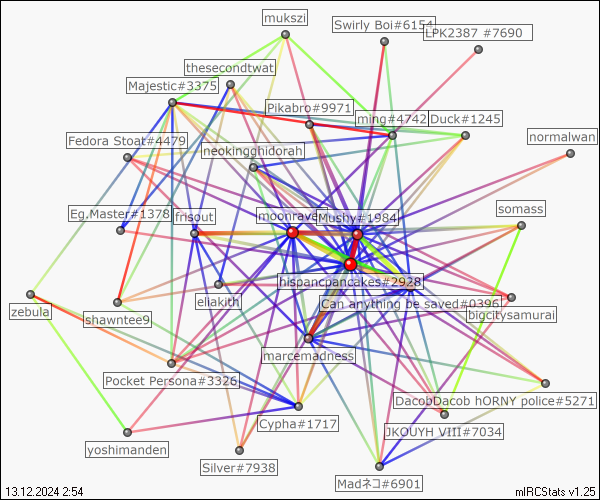 mukszi
Swirly Boi#6154
LPK2387 #7690
thesecondtwat
Majestic#3375
Pikabro#9971
ming#4742
Duck#1245
Fedora Stoat#4479
normalwan
neokingghidorah
Eg.Master#1378
frisout
moonraven
Mushy#1984
somass
hispancpancakes#2928
eliakith
Can anything be saved#0396
zebula
shawntee9
bigcitysamurai
marcemadness
Pocket Persona#3326
DacobDacob hORNY police#5271
Cypha#1717
JKOUYH VIII#7034
yoshimanden
Silver#7938
Madネコ#6901
13.12.2024 2:54
mIRCStats v1.25